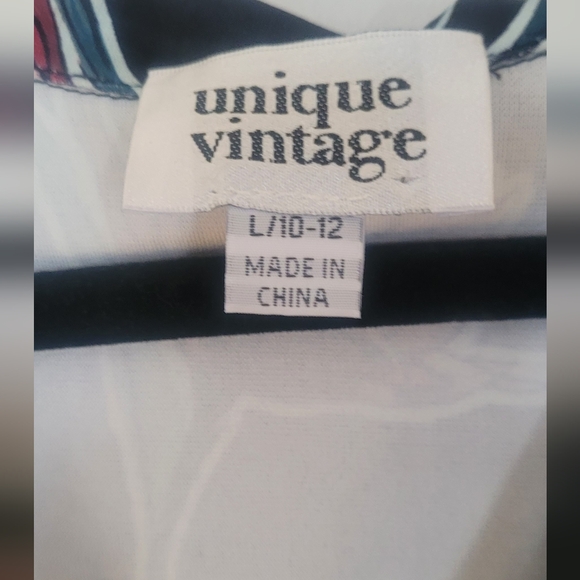 unique
vintage
L/10-12
MADE IN
CHINA